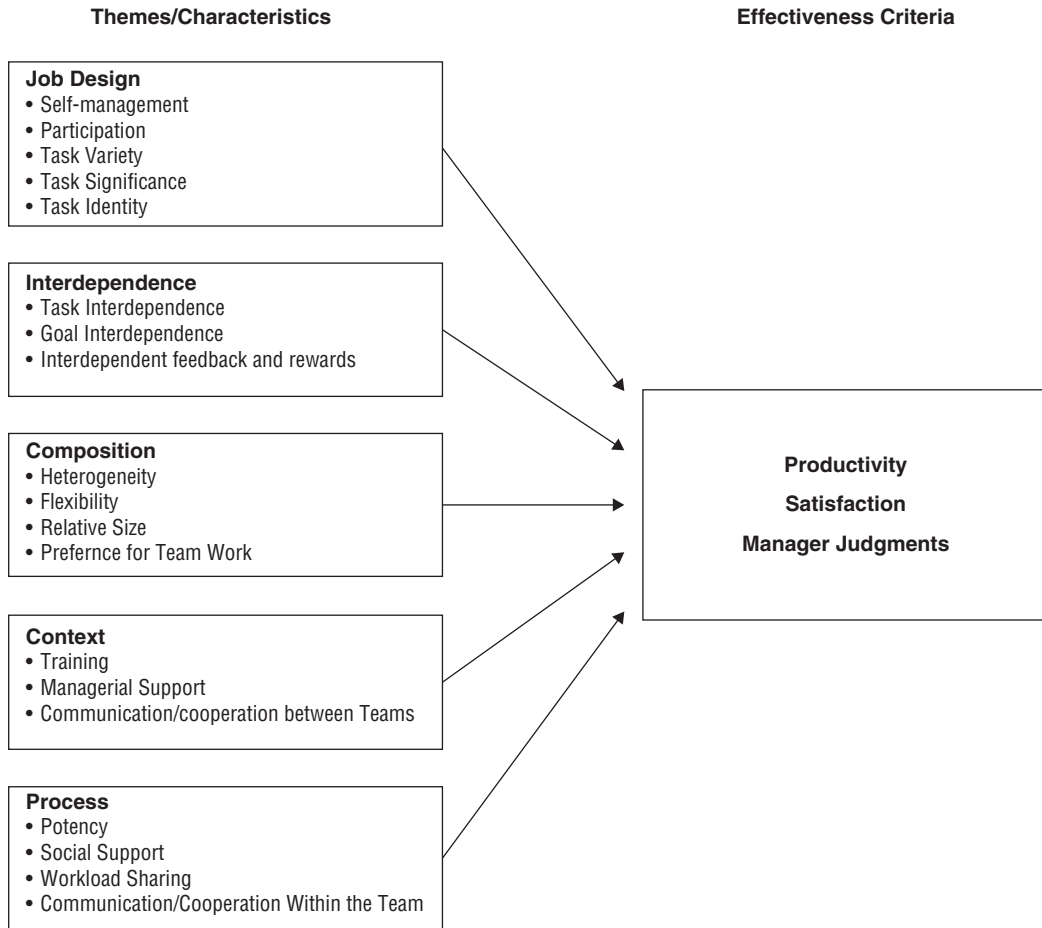 Themes/Characteristics
Effectiveness Criteria
Job Design
• Self-management
• Participation
• Task Variety
• Task Significance
• Task Identity
Interdependence
• Task Interdependence
• Goal Interdependence
• Interdependent feedback and rewards
Composition
• Heterogeneity
• Flexibility
• Relative Size
• Prefernce for Team Work
Context
• Training
• Managerial Support
• Communication/cooperation between Teams
Process
• Potency
• Social Support
• Workload Sharing
• Communication/Cooperation Within the Team
Productivity
Satisfaction
Manager Judgments